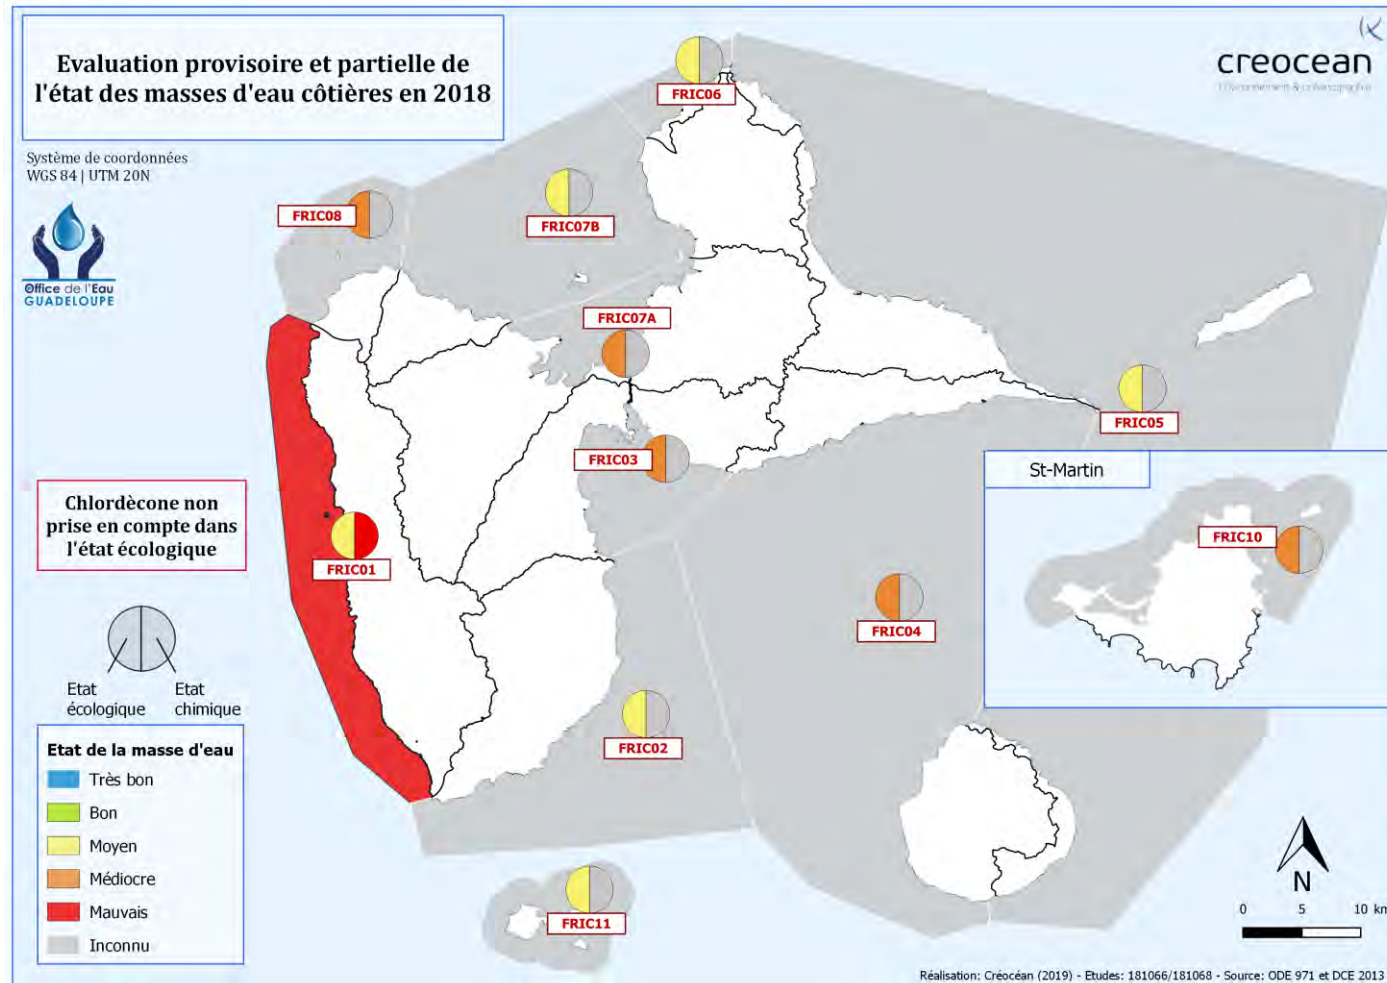 Evaluation provisoire et partielle de
l'état des masses d'eau côtières en 2018
creocean
Système de coordonnées
WGS 84 | UTM 20N
Office de l'Eau
GUADELOUPE
FRIC06
FRIC08
FRIC07B
FRIC07A
FRIC05
FRIC03
St-Martin
FRIC10
Chlordècone non
prise en compte dans
l'état écologique
FRIC01
FRIC04
Etat
écologique
Etat
chimique
FRIC02
Etat de la masse d'eau
Très bon
Bon
Moyen
Médiocre
Mauvais
Inconnu
FRIC11
N
0 5 10 km
Réalisation: Créocéan (2019) - Etudes: 181066/181068 - Source: ODE 971 et DCE 2013